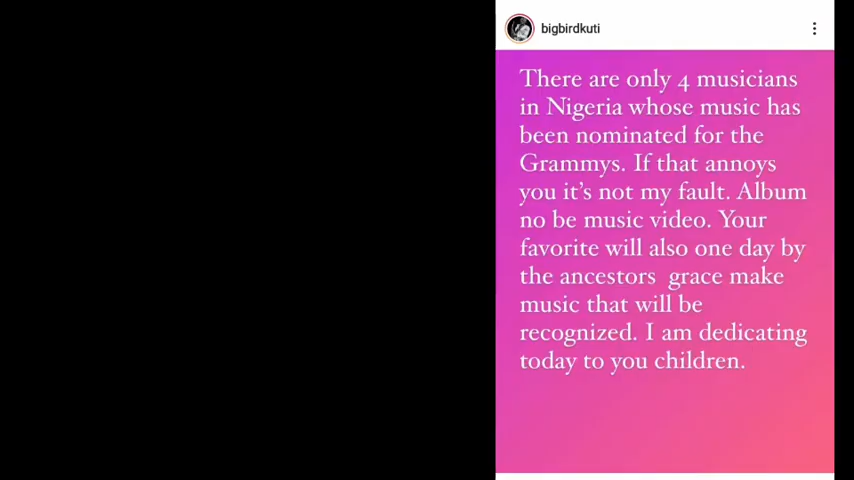 bigbirdkuti
There are only 4 musicians
in Nigeria whose music has
been nominated for the
Grammys. If that annoys
you it's not my fault. Album
no be music video. Your
favorite will also one day by
the ancestors  grace make
music that will be
recognized. I am dedicating
today to you children.